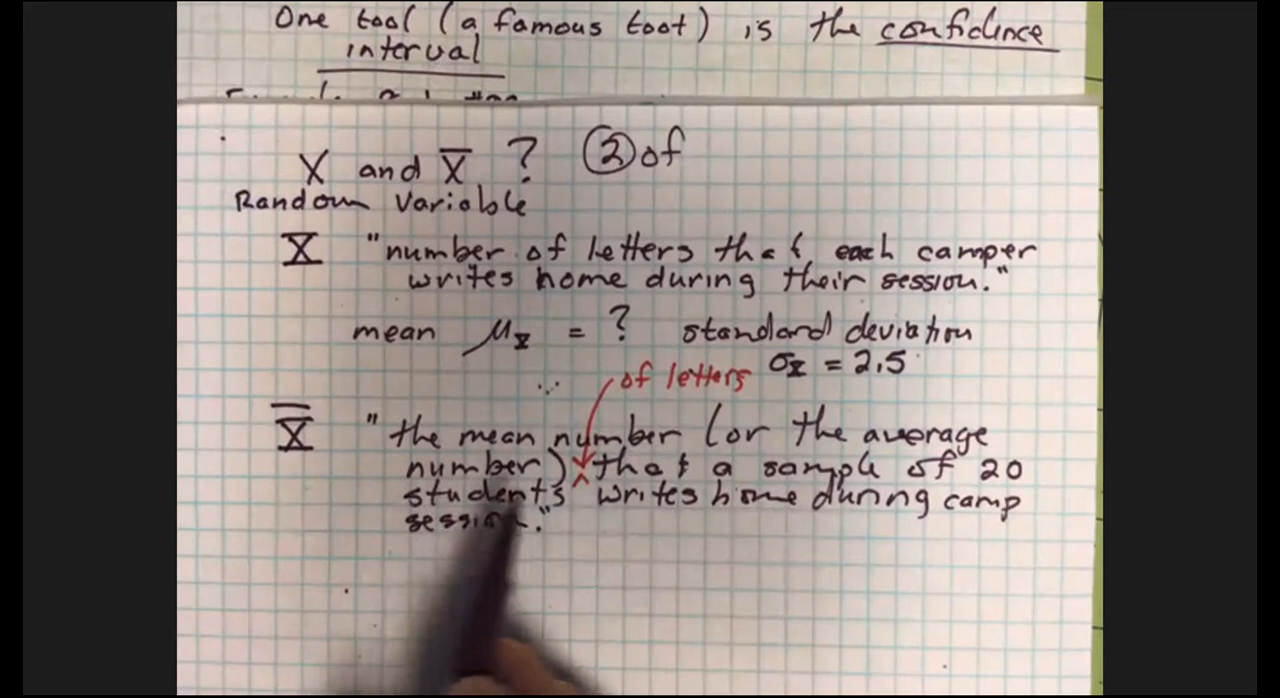 One tool (a famous toot) is the confidence
interval
X and X̅ ? ② of
Random Variable
X "number of letters that each camper
writes home during their session."
mean μX = ? standard deviation
of letters σX = 2.5
X̅ "the mean number (or the average
number) ^ that a sample of 20
students writes home during camp
session."